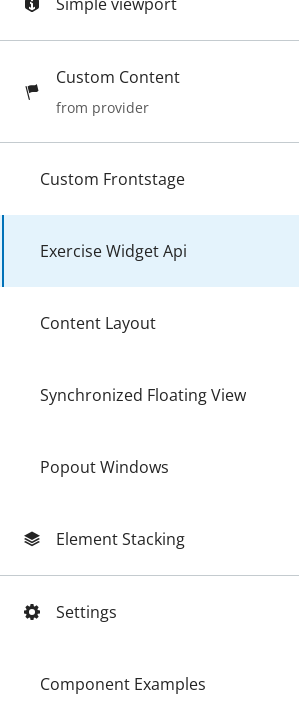 Simple viewport
Custom Content
from provider
Custom Frontstage
Exercise Widget Api
Content Layout
Synchronized Floating View
Popout Windows
Element Stacking
Settings
Component Examples